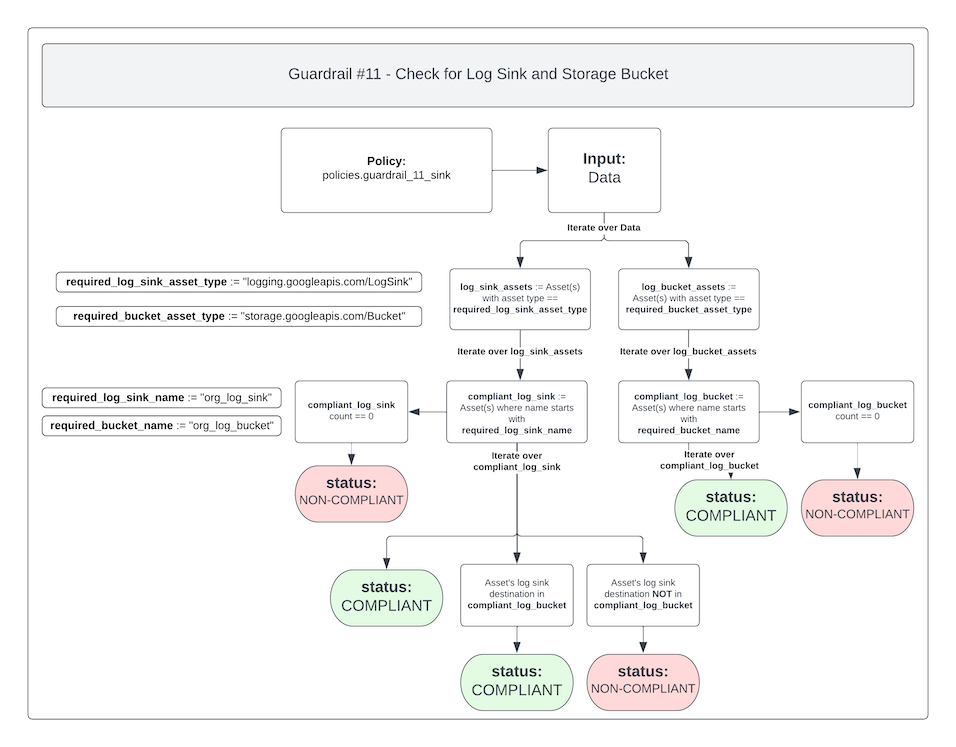 Guardrail #11 - Check for Log Sink and Storage Bucket
Policy:
policies.guardrail_11_sink
Input:
Data
Iterate over Data
required_log_sink_asset_type := "logging.googleapis.com/LogSink"
required_bucket_asset_type := "storage.googleapis.com/Bucket"
log_sink_assets := Asset(s)
with asset type ==
required_log_sink_asset_type
log_bucket_assets :=
Asset(s) with asset type ==
required_bucket_asset_type
Iterate over log_sink_assets
Iterate over log_bucket_assets
required_log_sink_name := "org_log_sink"
required_bucket_name := "org_log_bucket"
compliant_log_sink
count == 0
compliant_log_sink :=
Asset(s) where name starts
with
required_log_sink_name
compliant_log_bucket :=
Asset(s) where name starts
with
required_bucket_name
compliant_log_bucket
count == 0
Iterate over
compliant_log_sink
Iterate over
compliant_log_bucket
status:
NON-COMPLIANT
status:
COMPLIANT
status:
NON-COMPLIANT
status:
COMPLIANT
Asset's log sink
destination in
compliant_log_bucket
Asset's log sink
destination NOT in
compliant_log_bucket
status:
COMPLIANT
status:
NON-COMPLIANT